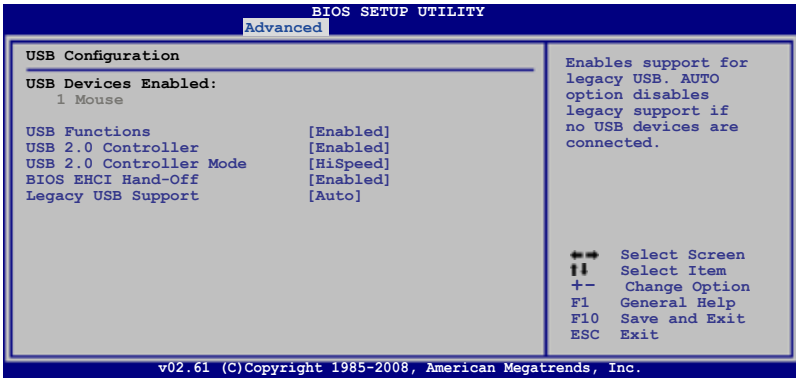 BIOS SETUP UTILITY
Advanced
USB Configuration
USB Devices Enabled:
1 Mouse
USB Functions [Enabled]
USB 2.0 Controller [Enabled]
USB 2.0 Controller Mode [HiSpeed]
BIOS EHCI Hand-Off [Enabled]
Legacy USB Support [Auto]
Enables support for
legacy USB. AUTO
option disables
legacy support if
no USB devices are
connected.
←→ Select Screen
↑↓ Select Item
+- Change Option
F1 General Help
F10 Save and Exit
ESC Exit
v02.61 (C)Copyright 1985-2008, American Megatrends, Inc.